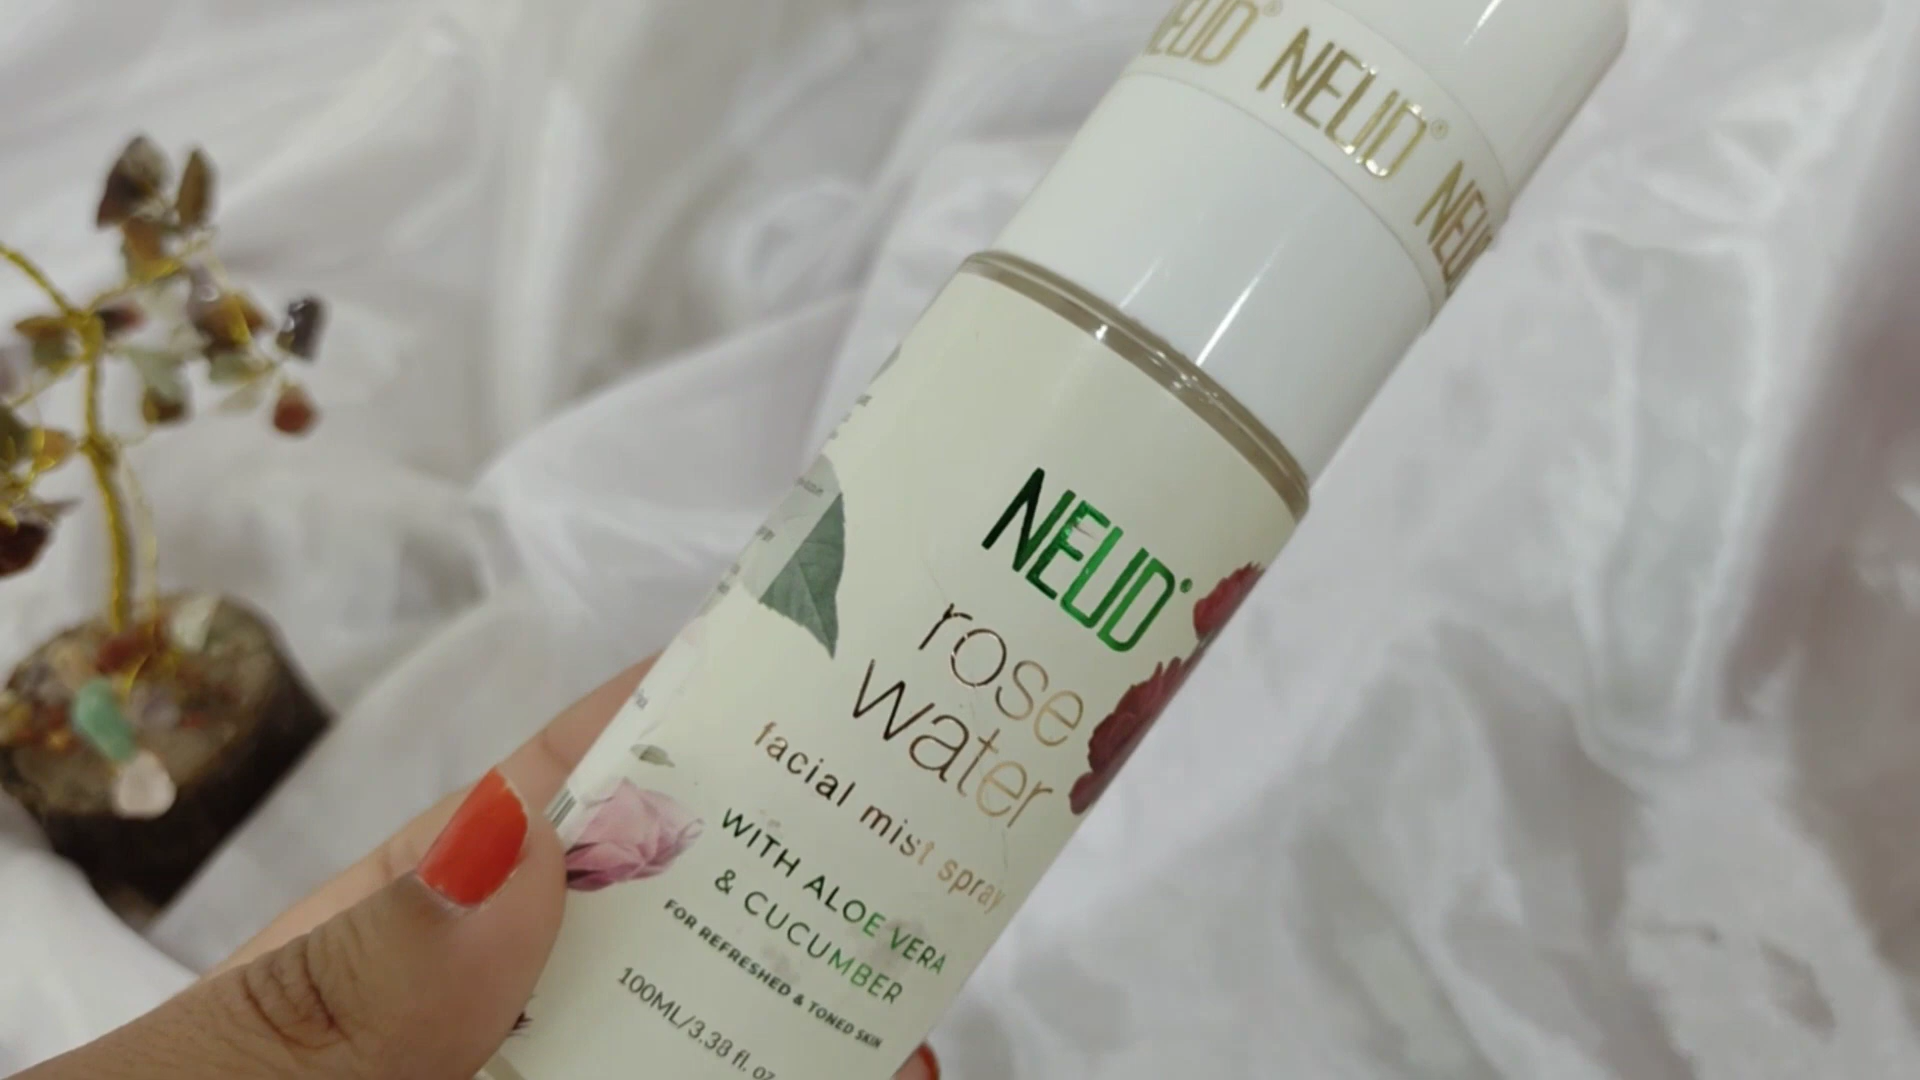 NEUD® NEUD® NEUD
NEUD®
rose
water
facial mist spray
WITH ALOE VERA
& CUCUMBER
FOR REFRESHED & TONED SKIN
100ML/3.38 fl. oz